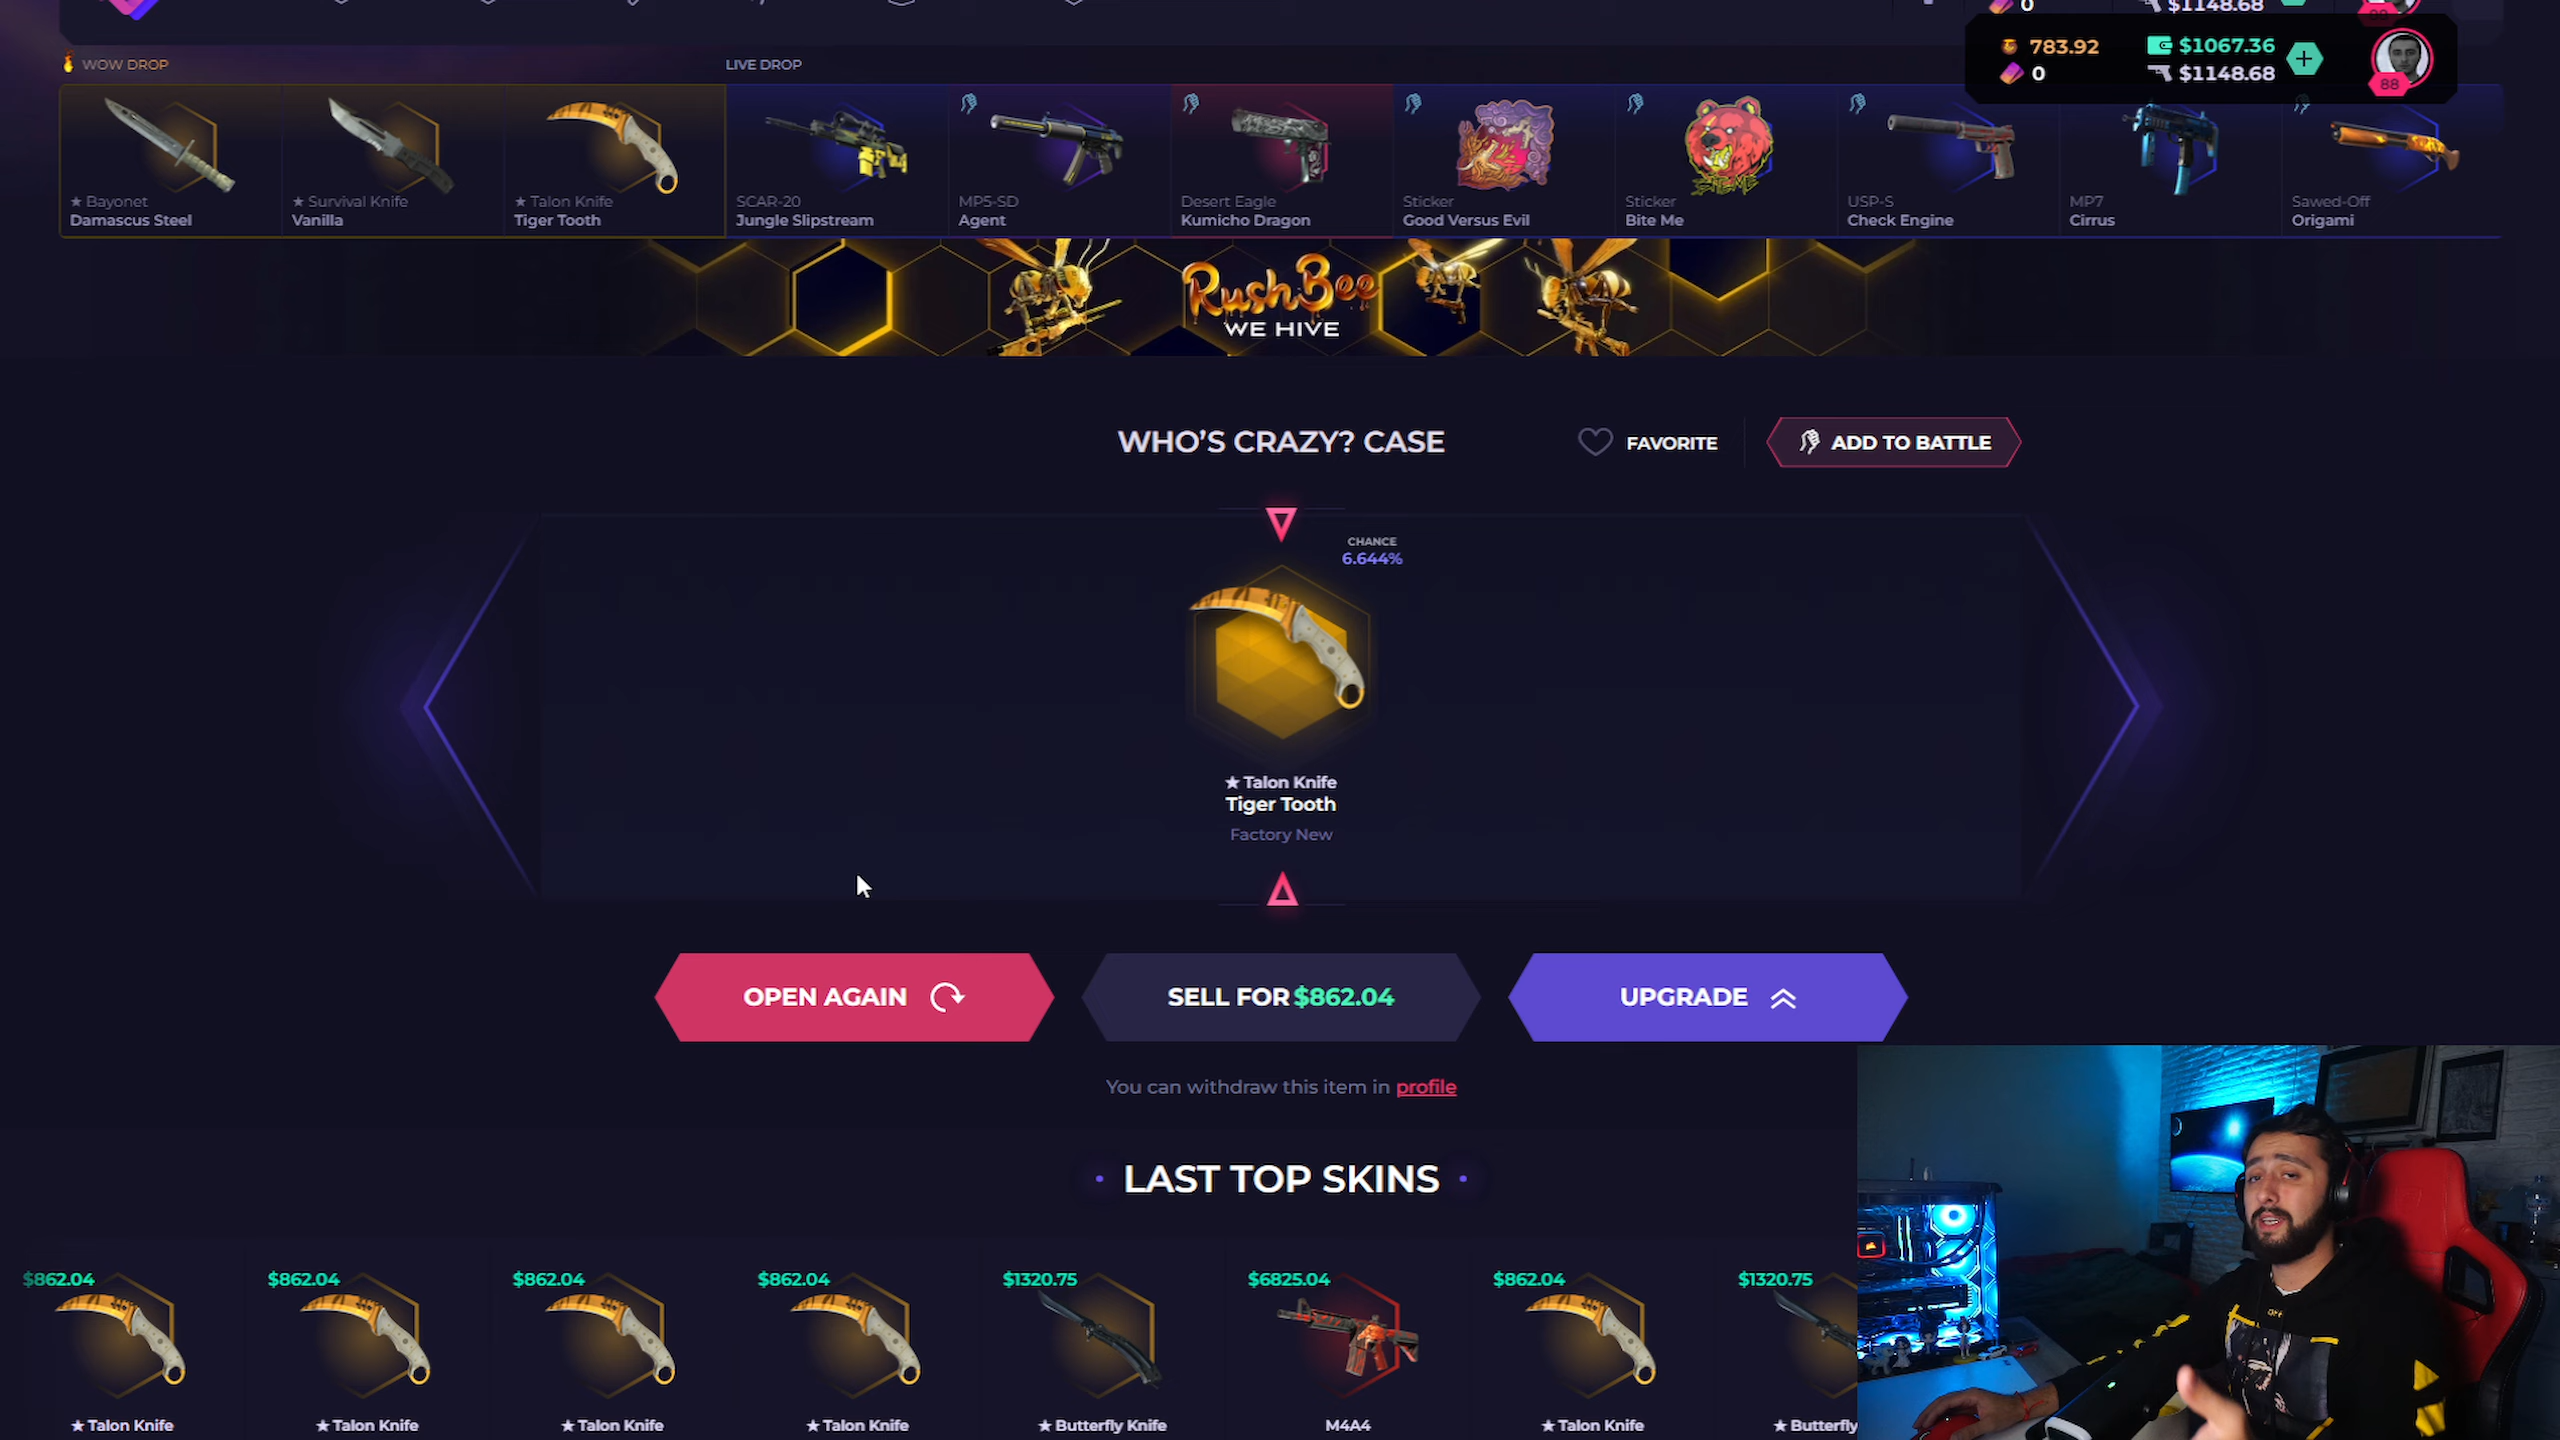 0
$1148.68
783.92
$1067.36
0
$1148.68
88
WOW DROP
LIVE DROP
★ Bayonet
Damascus Steel
★ Survival Knife
Vanilla
★ Talon Knife
Tiger Tooth
SCAR-20
Jungle Slipstream
MP5-SD
Agent
Desert Eagle
Kumicho Dragon
Sticker
Good Versus Evil
Sticker
Bite Me
USP-S
Check Engine
MP7
Cirrus
Sawed-Off
Origami
RushBee
WE HIVE
WHO'S CRAZY? CASE
FAVORITE
ADD TO BATTLE
CHANCE
6.644%
★ Talon Knife
Tiger Tooth
Factory New
OPEN AGAIN
SELL FOR $862.04
UPGRADE
You can withdraw this item in profile
• LAST TOP SKINS •
$862.04
★ Talon Knife
$862.04
★ Talon Knife
$862.04
★ Talon Knife
$862.04
★ Talon Knife
$1320.75
★ Butterfly Knife
$6825.04
M4A4
$862.04
★ Talon Knife
$1320.75
★ Butterfly